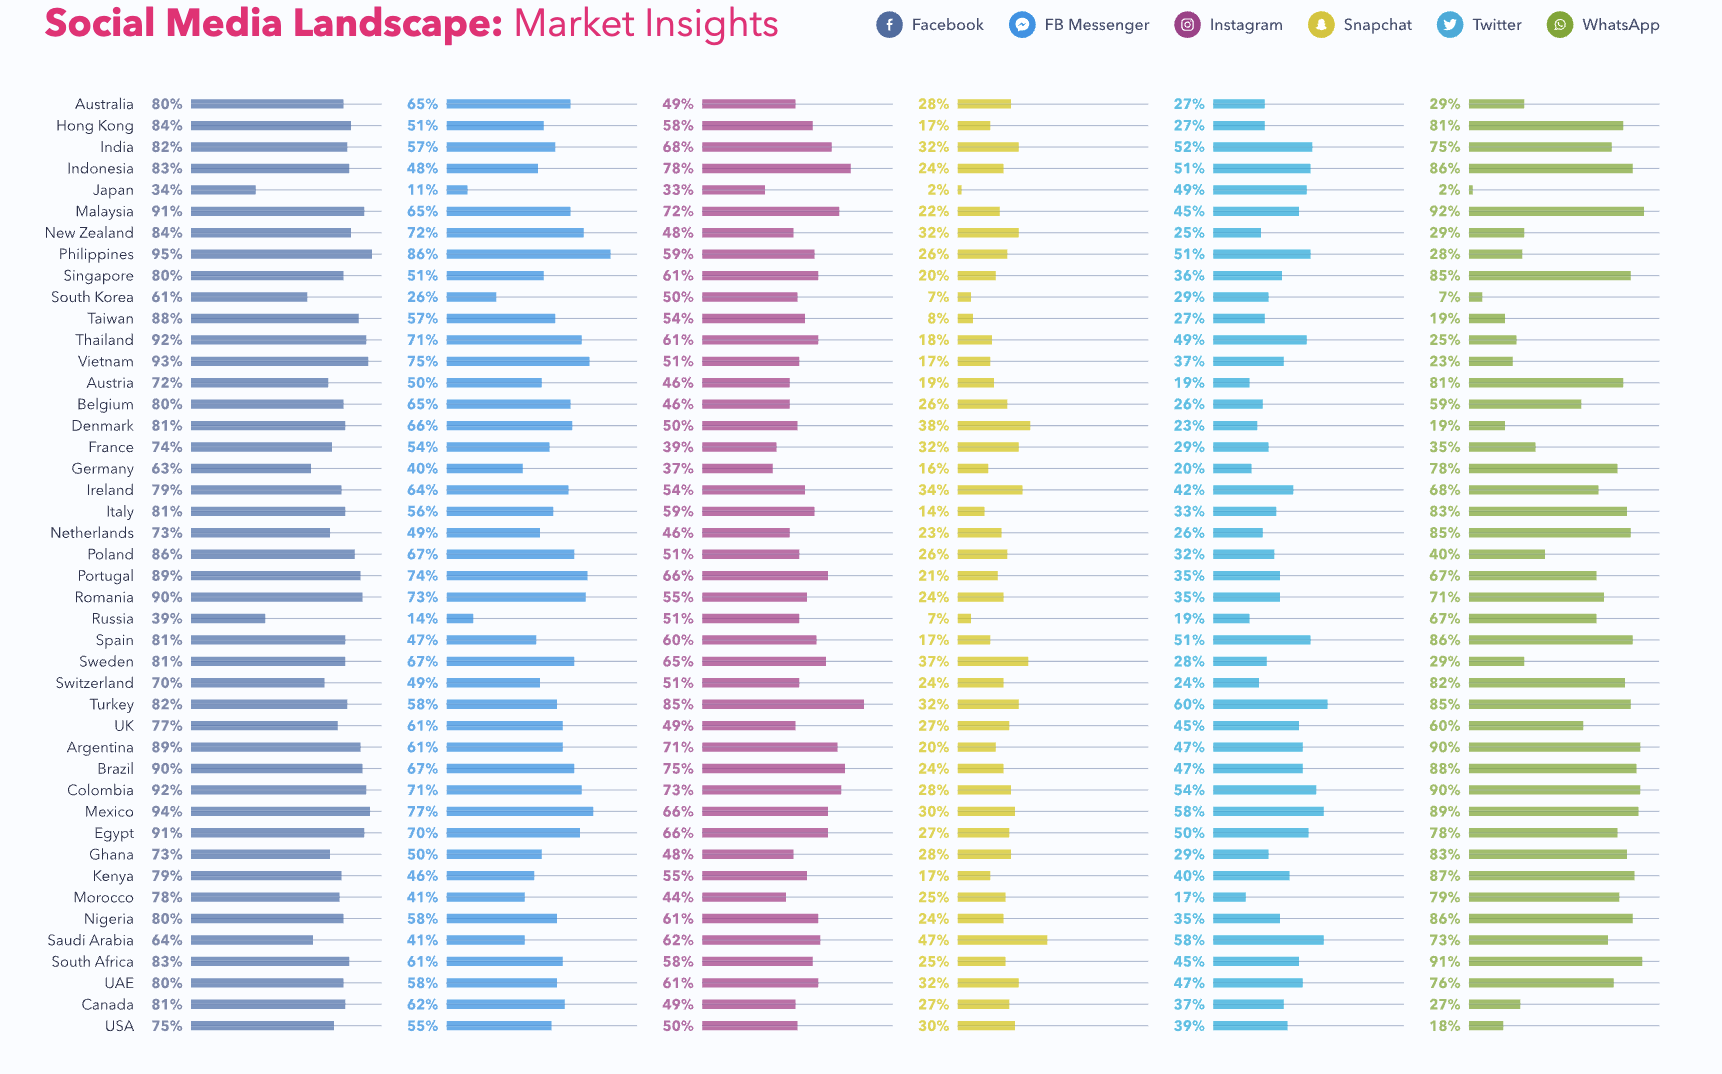 Social Media Landscape: Market Insights
Facebook FB Messenger Instagram Snapchat Twitter WhatsApp
Australia 80% 65% 49% 28% 27% 29%
Hong Kong 84% 51% 58% 17% 27% 81%
India 82% 57% 68% 32% 52% 75%
Indonesia 83% 48% 78% 24% 51% 86%
Japan 34% 11% 33% 2% 49% 2%
Malaysia 91% 65% 72% 22% 45% 92%
New Zealand 84% 72% 48% 32% 25% 29%
Philippines 95% 86% 59% 26% 51% 28%
Singapore 80% 51% 61% 20% 36% 85%
South Korea 61% 26% 50% 7% 29% 7%
Taiwan 88% 57% 54% 8% 27% 19%
Thailand 92% 71% 61% 18% 49% 25%
Vietnam 93% 75% 51% 17% 37% 23%
Austria 72% 50% 46% 19% 19% 81%
Belgium 80% 65% 46% 26% 26% 59%
Denmark 81% 66% 50% 38% 23% 19%
France 74% 54% 39% 32% 29% 35%
Germany 63% 40% 37% 16% 20% 78%
Ireland 79% 64% 54% 34% 42% 68%
Italy 81% 56% 59% 14% 33% 83%
Netherlands 73% 49% 46% 23% 26% 85%
Poland 86% 67% 51% 26% 32% 40%
Portugal 89% 74% 66% 21% 35% 67%
Romania 90% 73% 55% 24% 35% 71%
Russia 39% 14% 51% 7% 19% 67%
Spain 81% 47% 60% 17% 51% 86%
Sweden 81% 67% 65% 37% 28% 29%
Switzerland 70% 49% 51% 24% 24% 82%
Turkey 82% 58% 85% 32% 60% 85%
UK 77% 61% 49% 27% 45% 60%
Argentina 89% 61% 71% 20% 47% 90%
Brazil 90% 67% 75% 24% 47% 88%
Colombia 92% 71% 73% 28% 54% 90%
Mexico 94% 77% 66% 30% 58% 89%
Egypt 91% 70% 66% 27% 50% 78%
Ghana 73% 50% 48% 28% 29% 83%
Kenya 79% 46% 55% 17% 40% 87%
Morocco 78% 41% 44% 25% 17% 79%
Nigeria 80% 58% 61% 24% 35% 86%
Saudi Arabia 64% 41% 62% 47% 58% 73%
South Africa 83% 61% 58% 25% 45% 91%
UAE 80% 58% 61% 32% 47% 76%
Canada 81% 62% 49% 27% 37% 27%
USA 75% 55% 50% 30% 39% 18%